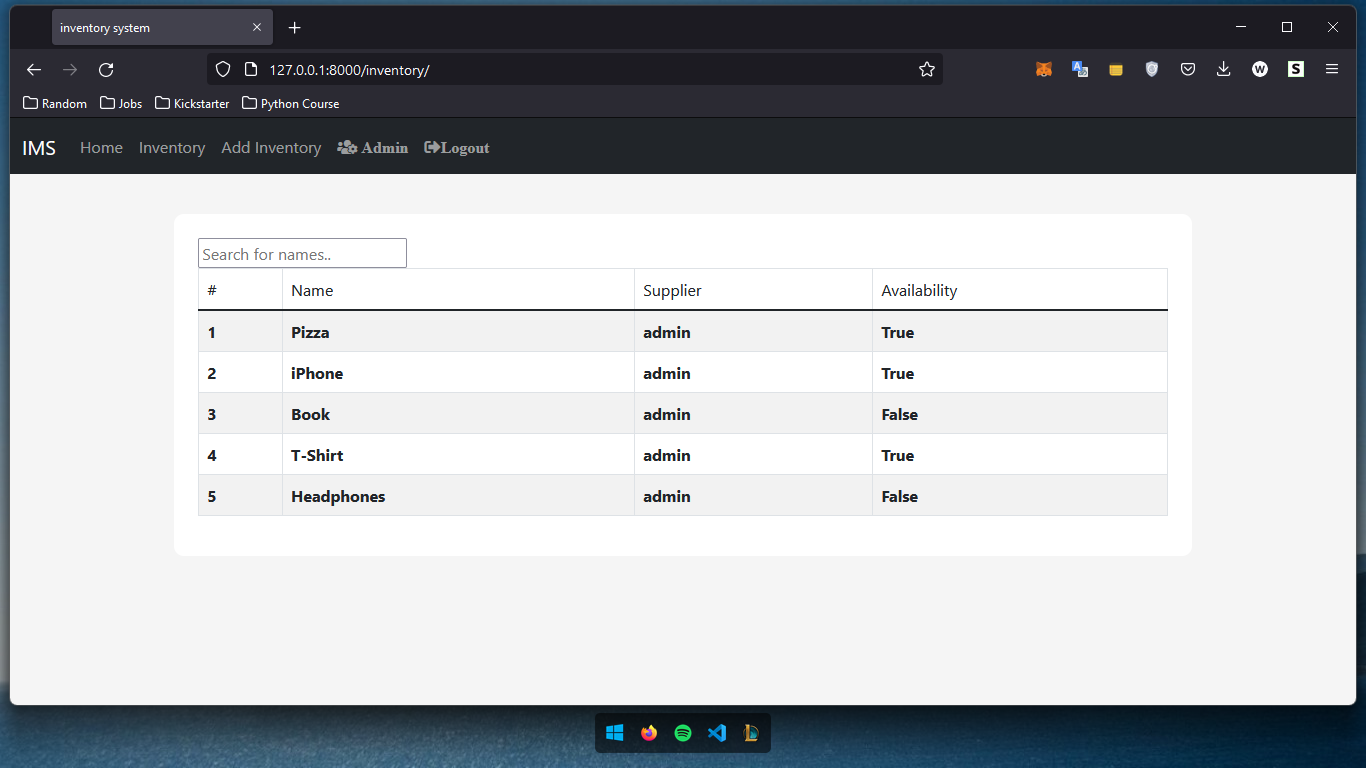 inventory system
127.0.0.1:8000/inventory/
Random Jobs Kickstarter Python Course
IMS Home Inventory Add Inventory Admin Logout
Search for names..
# Name Supplier Availability
1 Pizza admin True
2 iPhone admin True
3 Book admin False
4 T-Shirt admin True
5 Headphones admin False